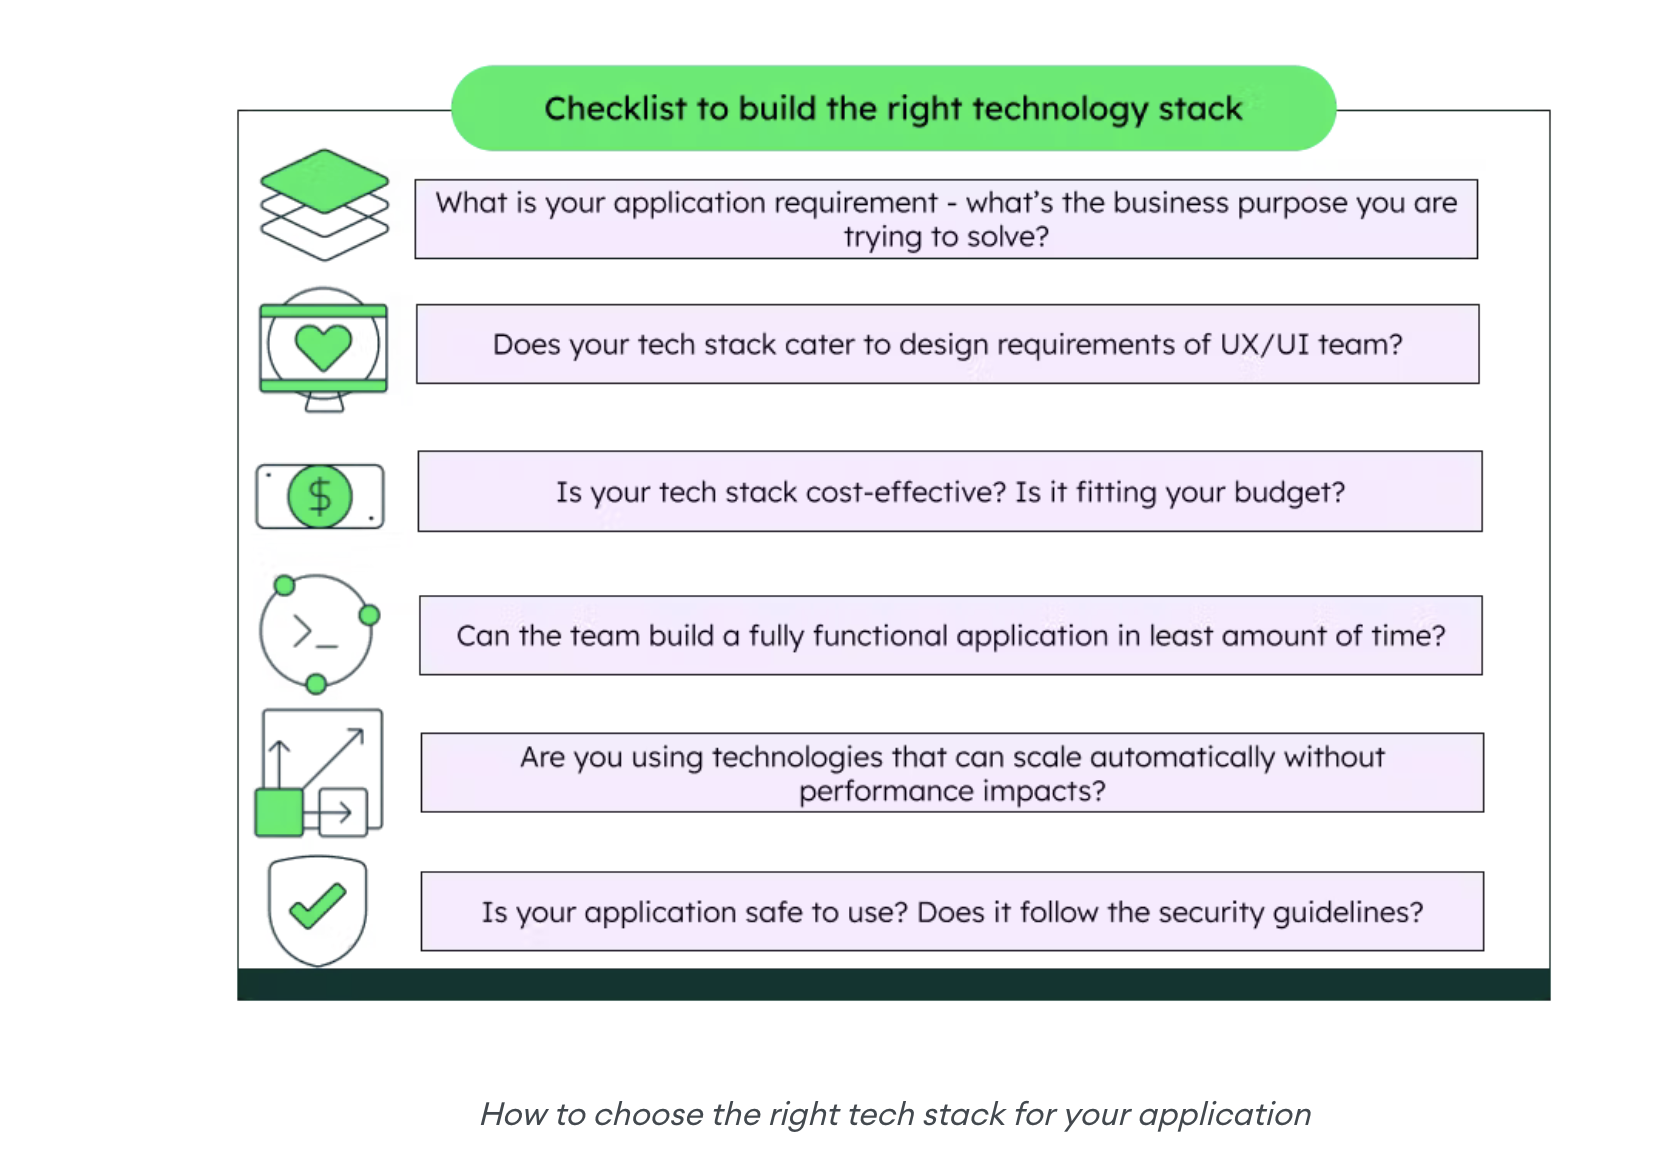 Checklist to build the right technology stack
What is your application requirement - what's the business purpose you are
trying to solve?
Does your tech stack cater to design requirements of UX/UI team?
$
Is your tech stack cost-effective? Is it fitting your budget?
>_
Can the team build a fully functional application in least amount of time?
Are you using technologies that can scale automatically without
performance impacts?
Is your application safe to use? Does it follow the security guidelines?
How to choose the right tech stack for your application